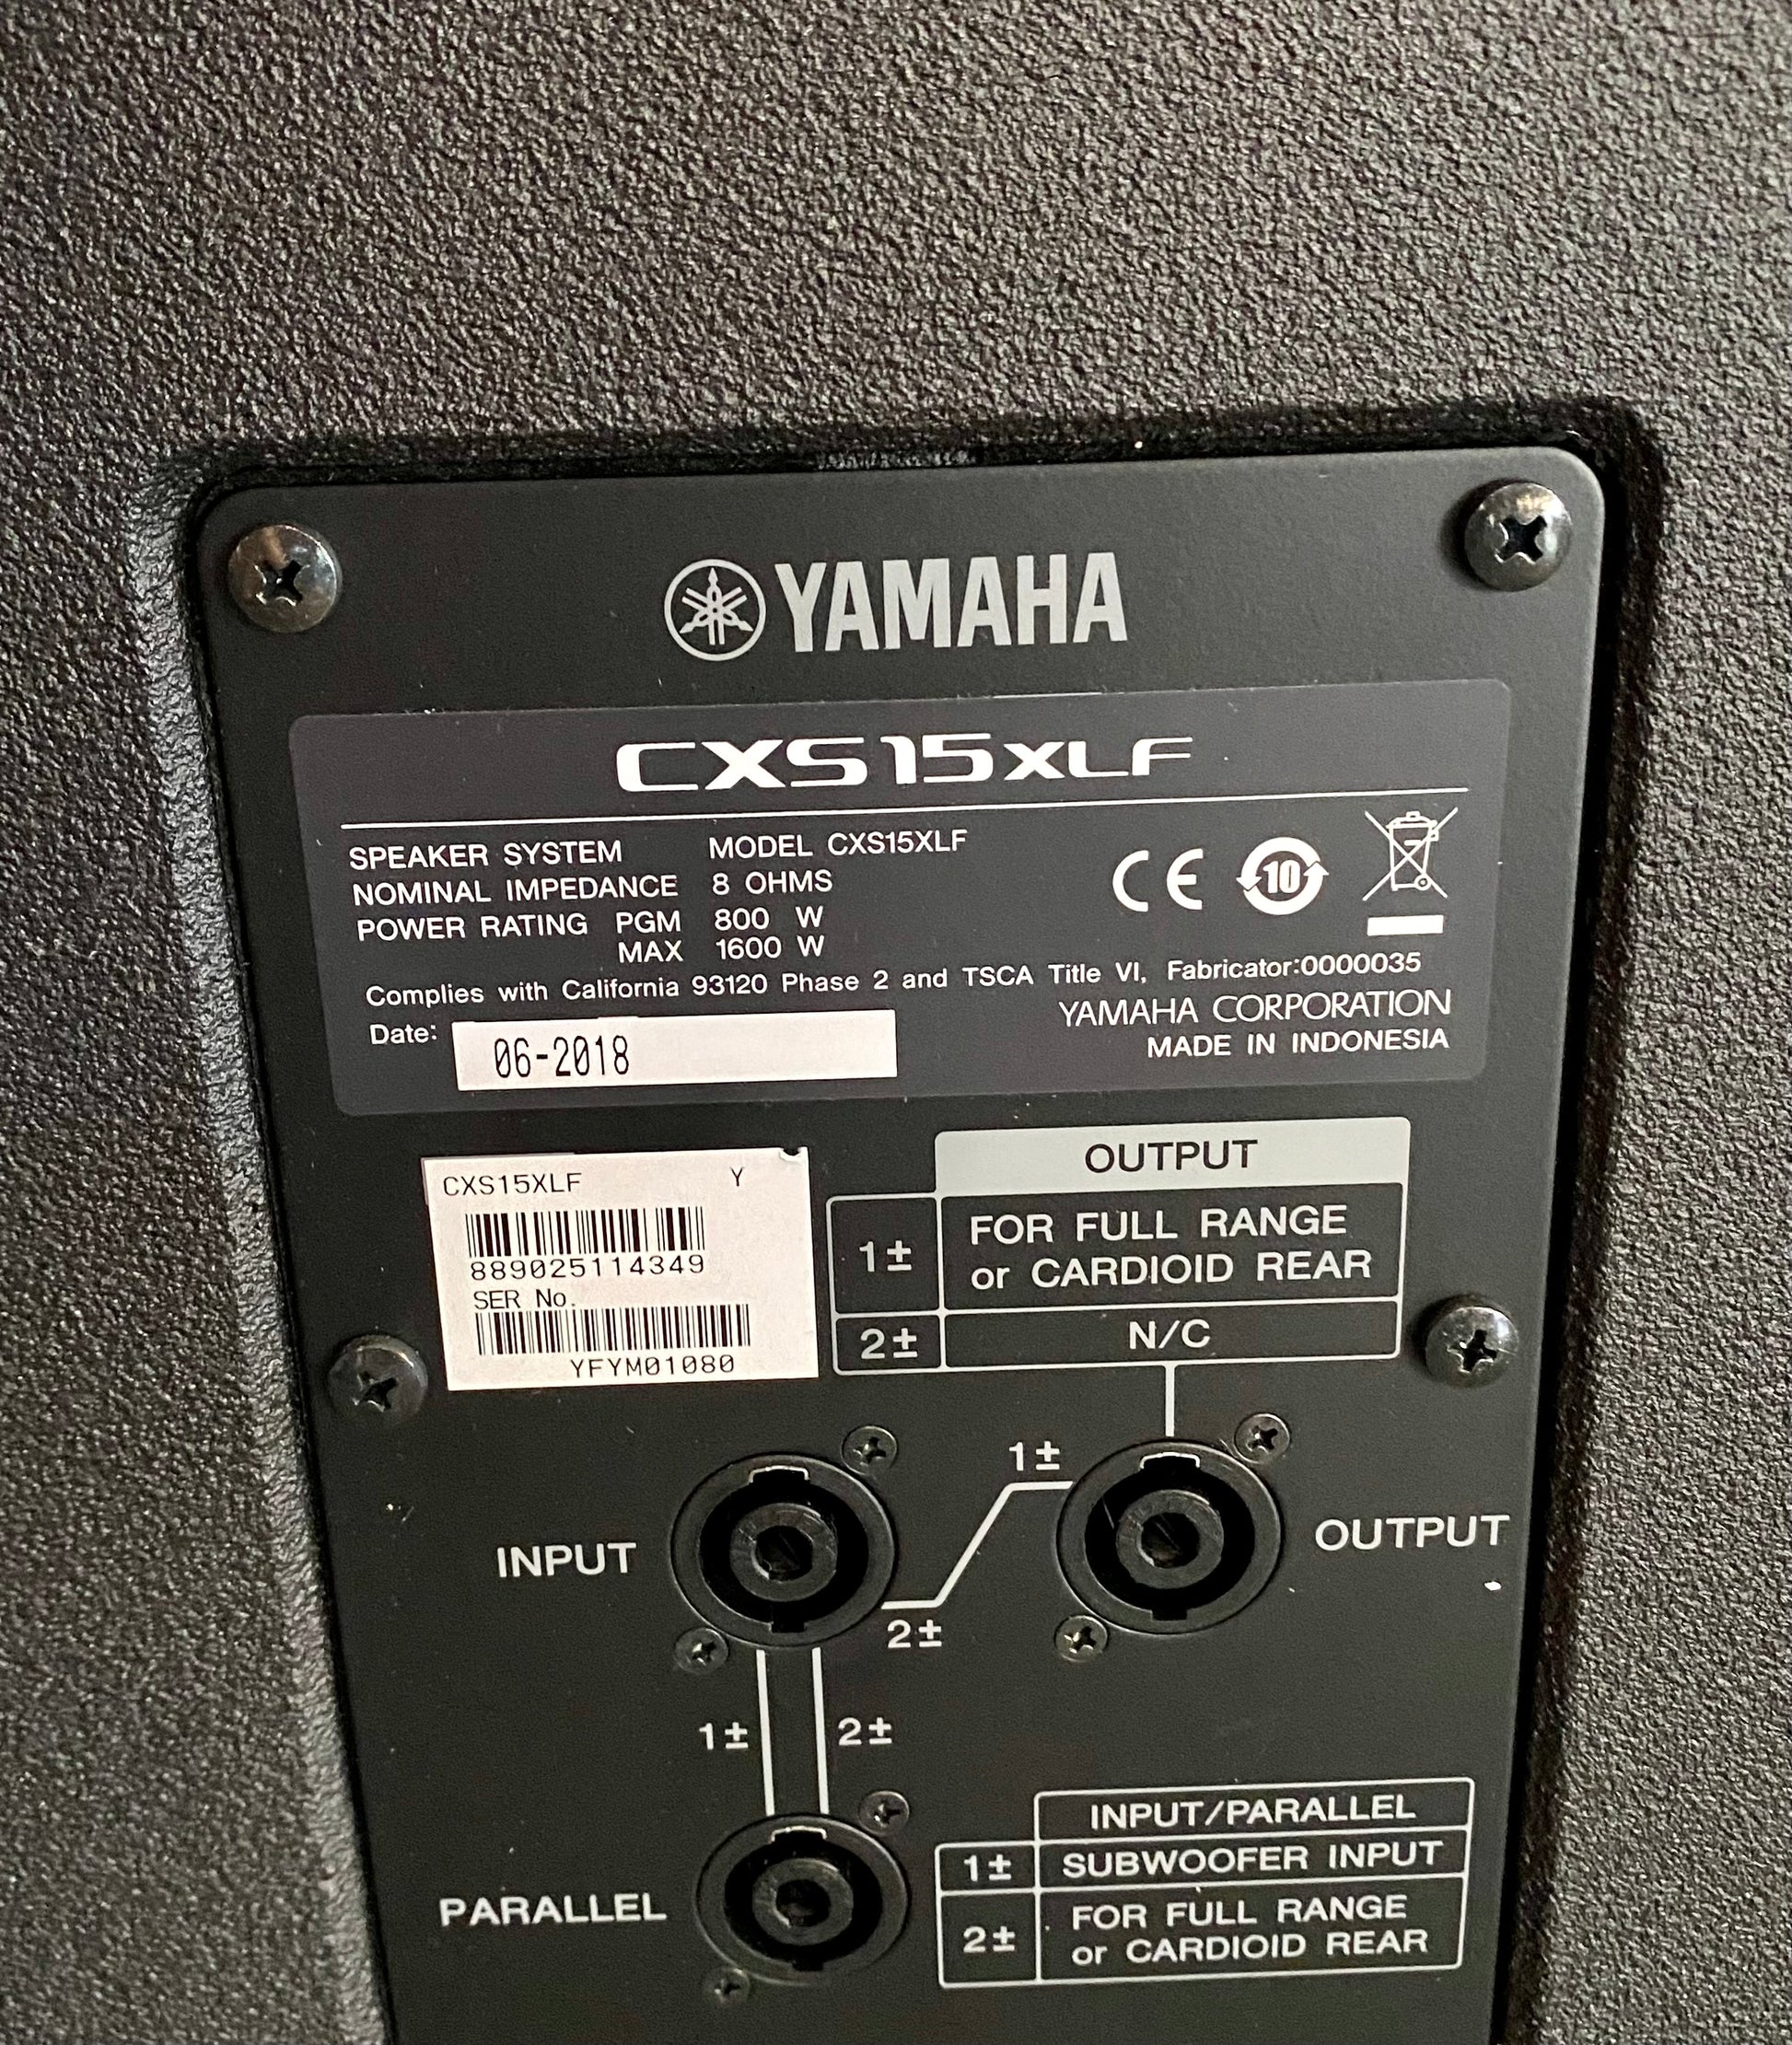 YAMAHA
CXS15XLF
SPEAKER SYSTEM MODEL CXS15XLF
NOMINAL IMPEDANCE 8 OHMS
POWER RATING PGM 800 W
MAX 1600 W
CE 10
Complies with California 93120 Phase 2 and TSCA Title VI, Fabricator:0000035
YAMAHA CORPORATION
Date: 06-2018
MADE IN INDONESIA
CXS15XLF Y
889025114349
SER No.
YFYM01080
OUTPUT
1± FOR FULL RANGE
or CARDIOID REAR
2± N/C
1±
INPUT
OUTPUT
2±
1± 2±
PARALLEL
INPUT/PARALLEL
1± SUBWOOFER INPUT
2± FOR FULL RANGE
or CARDIOID REAR